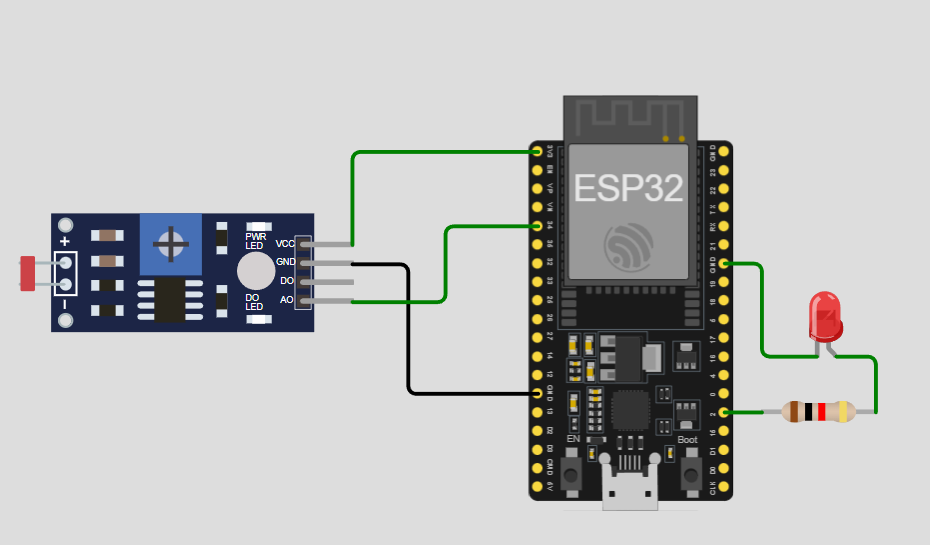 +
−
PWR
LED
DO
LED
VCC
GND
DO
AO
ESP32
3V3
EN
VP
VN
34
35
32
33
25
26
27
14
12
GND
13
D2
D3
CMD
5V
GND
23
22
TX
RX
21
GND
19
18
5
17
16
4
0
2
15
D1
D0
CLK
EN
Boot